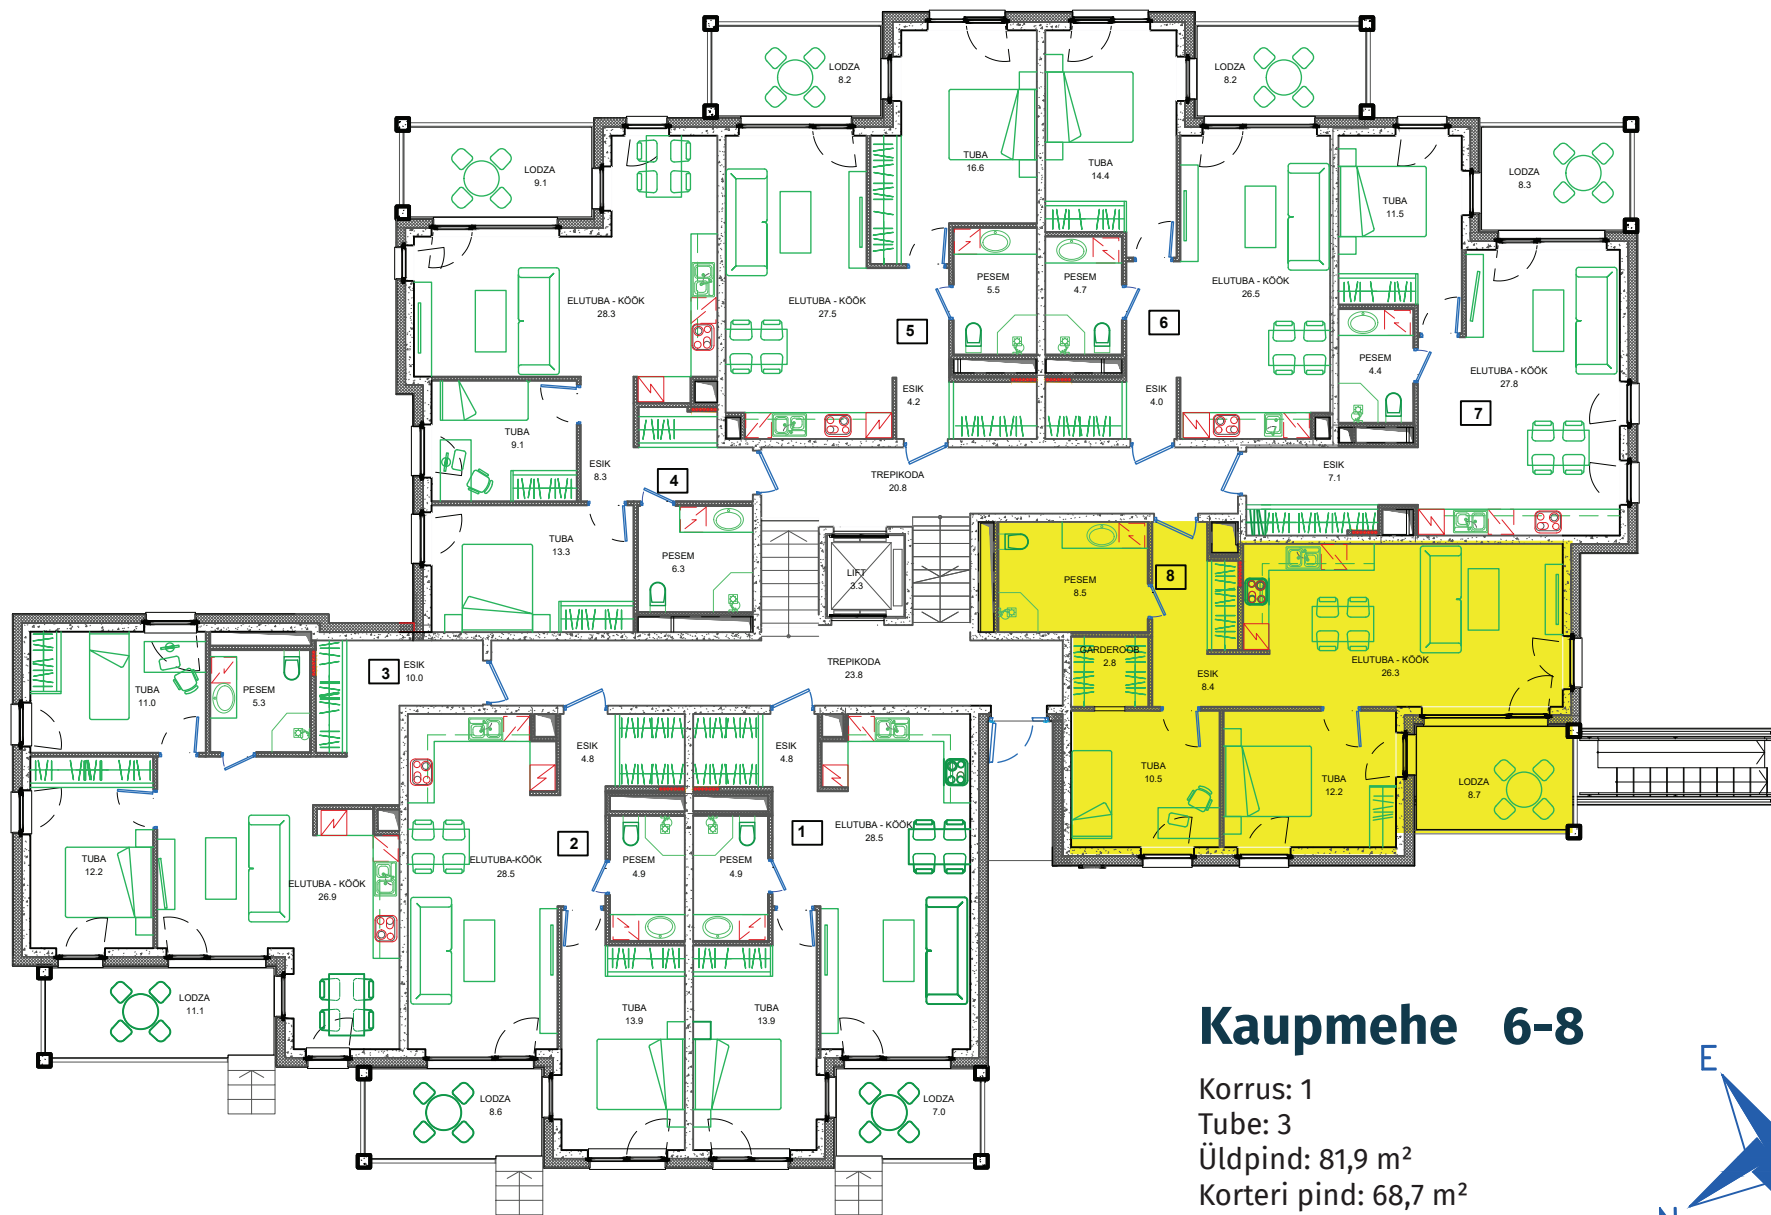 LODZA
8.2
LODZA
8.2
LODZA
9.1
TUBA
16.6
TUBA
14.4
TUBA
11.5
LODZA
8.3
ELUTUBA - KÖÖK
28.3
ELUTUBA - KÖÖK
27.5
5
PESEM
5.5
PESEM
4.7
6
ELUTUBA - KÖÖK
26.5
PESEM
4.4
ELUTUBA - KÖÖK
27.8
7
TUBA
9.1
ESIK
4.2
ESIK
4.0
ESIK
8.3
4
TREPIKODA
20.8
ESIK
7.1
TUBA
13.3
PESEM
6.3
LIFT
3.3
PESEM
8.5
8
GARDEROOB
2.8
ESIK
8.4
ELUTUBA - KÖÖK
26.3
TUBA
11.0
PESEM
5.3
3
ESIK
10.0
TREPIKODA
23.8
ESIK
4.8
ESIK
4.8
TUBA
10.5
TUBA
12.2
LODZA
8.7
TUBA
12.2
ELUTUBA - KÖÖK
26.9
ELUTUBA-KÖÖK
28.5
2
PESEM
4.9
PESEM
4.9
1
ELUTUBA - KÖÖK
28.5
LODZA
11.1
TUBA
13.9
TUBA
13.9
LODZA
8.6
LODZA
7.0
Kaupmehe 6-8
Korrus: 1
Tube: 3
Üldpind: 81,9 m²
Korteri pind: 68,7 m²
E
N